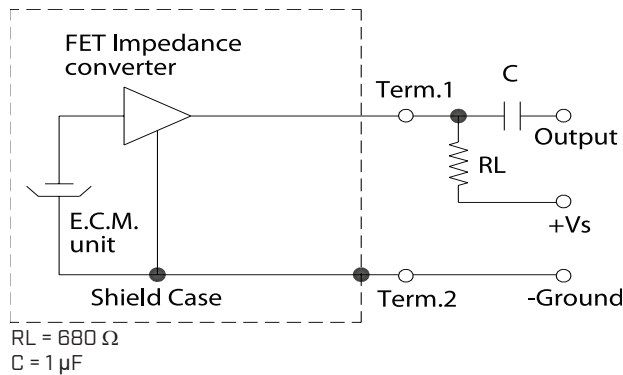 FET Impedance
converter
Term.1
C
Output
RL
+Vs
E.C.M.
unit
Shield Case
Term.2
-Ground
RL = 680 Ω
C = 1 µF